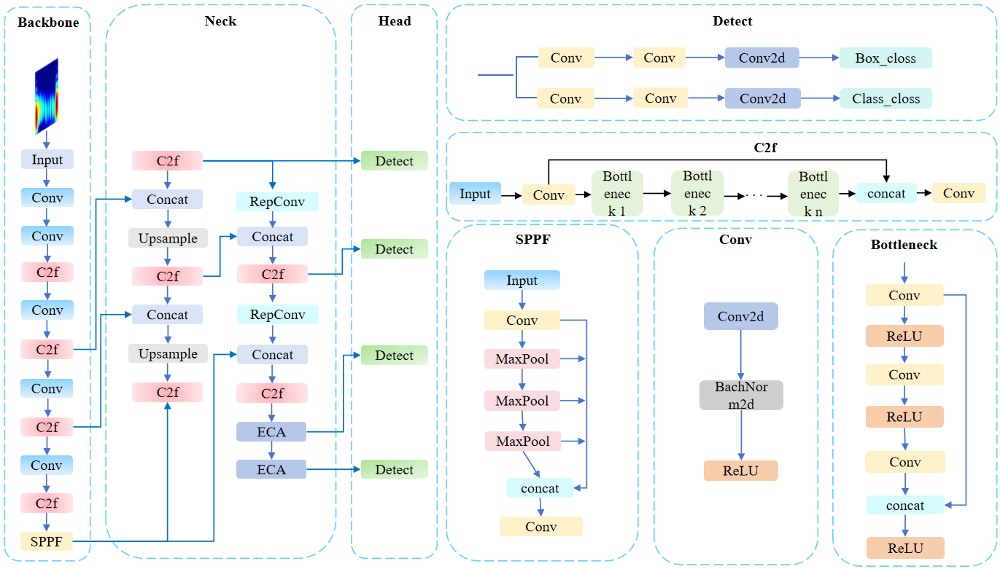 Backbone
Input
Conv
Conv
C2f
Conv
C2f
Conv
C2f
Conv
C2f
SPPF
Neck
C2f
Concat
Upsample
C2f
Concat
Upsample
C2f
RepConv
Concat
C2f
RepConv
Concat
C2f
ECA
ECA
Head
Detect
Detect
Detect
Detect
Detect
Conv
Conv
Conv2d
Box_closs
Conv
Conv
Conv2d
Class_closs
C2f
Input
Conv
Bottl
enec
k 1
Bottl
enec
k 2
· · ·
Bottl
enec
k n
concat
Conv
SPPF
Input
Conv
MaxPool
MaxPool
MaxPool
concat
Conv
Conv
Conv2d
BachNor
m2d
ReLU
Bottleneck
Conv
ReLU
Conv
ReLU
Conv
concat
ReLU